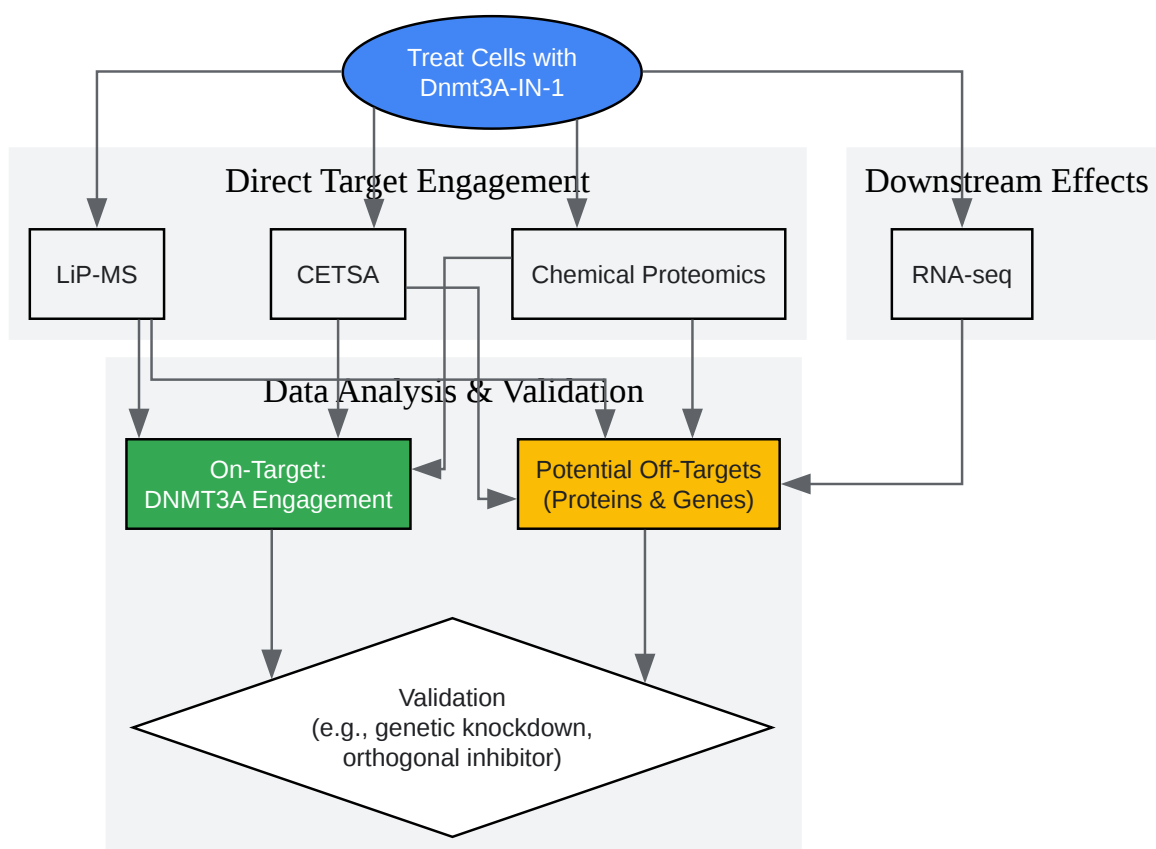 Treat Cells with
Dnmt3A-IN-1
Direct Target Engagement
Downstream Effects
LiP-MS
CETSA
Chemical Proteomics
RNA-seq
Data Analysis & Validation
On-Target:
DNMT3A Engagement
Potential Off-Targets
(Proteins & Genes)
Validation
(e.g., genetic knockdown,
orthogonal inhibitor)